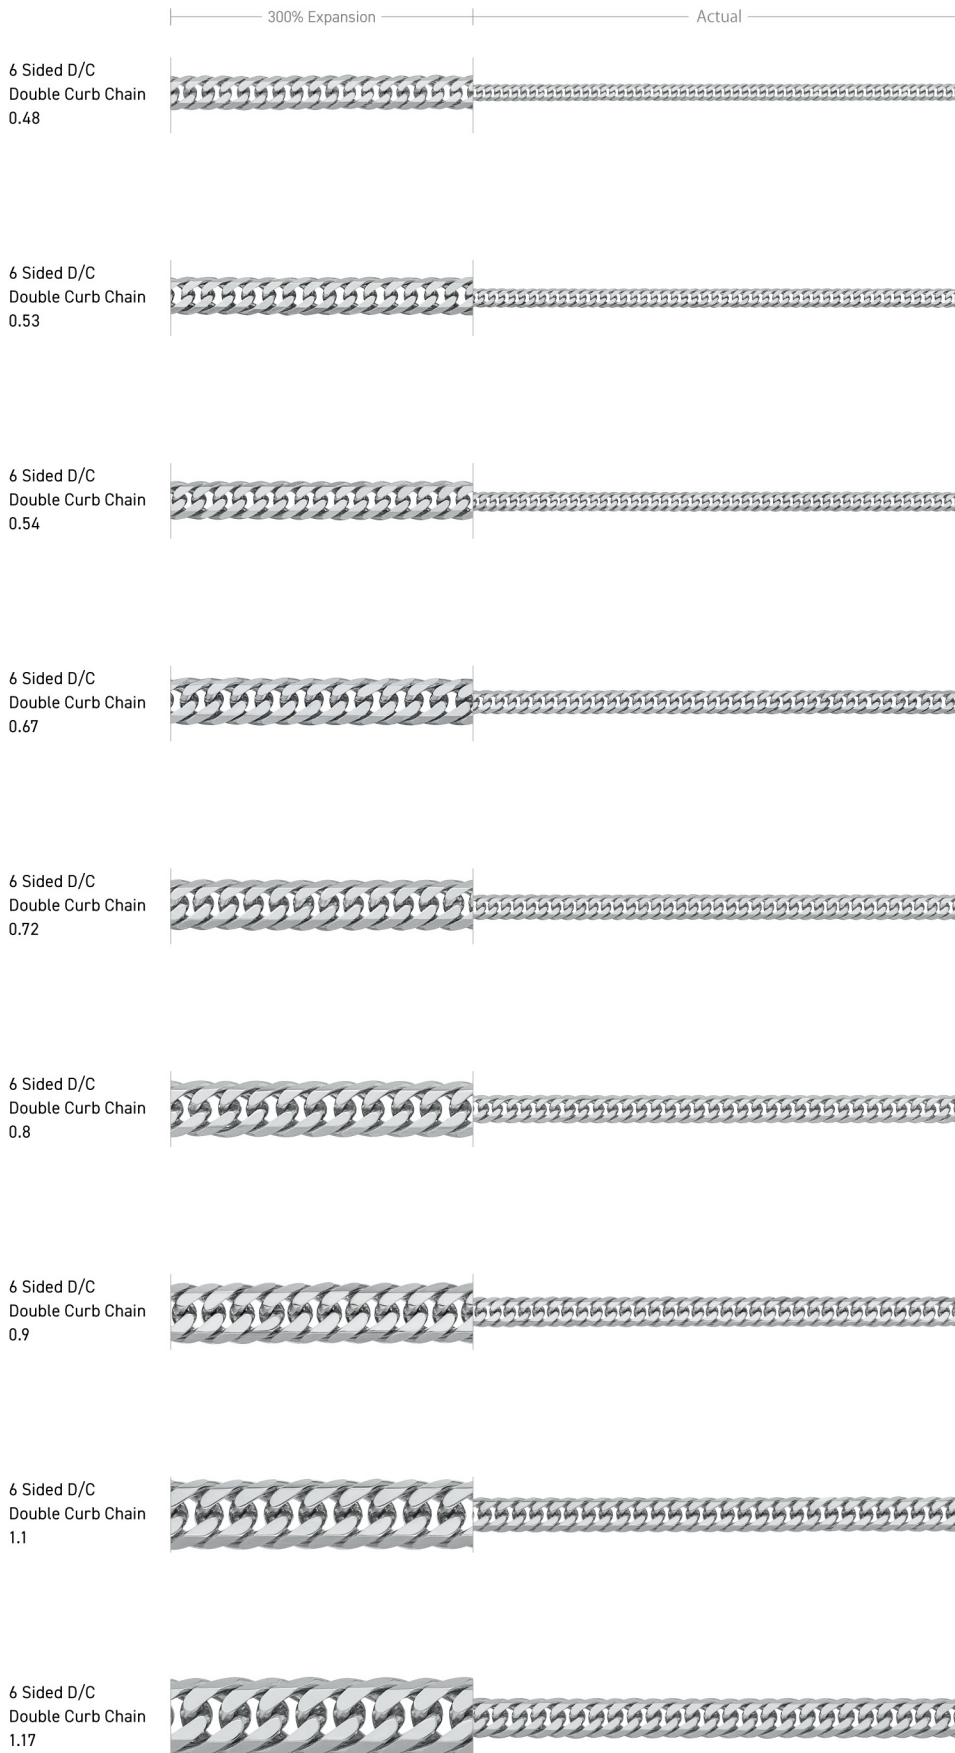 300% Expansion
Actual
6 Sided D/C
Double Curb Chain
0.48
6 Sided D/C
Double Curb Chain
0.53
6 Sided D/C
Double Curb Chain
0.54
6 Sided D/C
Double Curb Chain
0.67
6 Sided D/C
Double Curb Chain
0.72
6 Sided D/C
Double Curb Chain
0.8
6 Sided D/C
Double Curb Chain
0.9
6 Sided D/C
Double Curb Chain
1.1
6 Sided D/C
Double Curb Chain
1.17